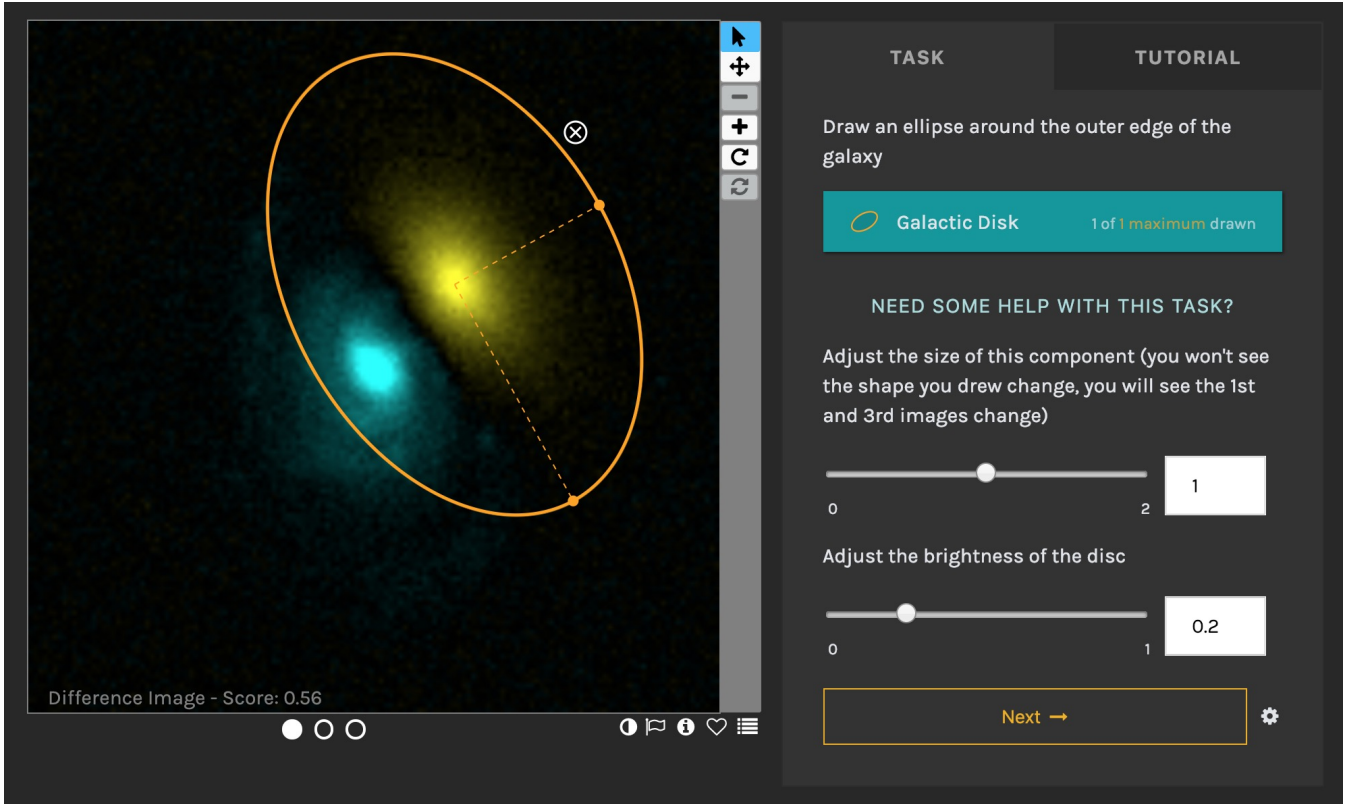 TASK
TUTORIAL
Draw an ellipse around the outer edge of the
galaxy
Galactic Disk
1 of 1 maximum drawn
NEED SOME HELP WITH THIS TASK?
Adjust the size of this component (you won't see
the shape you drew change, you will see the 1st
and 3rd images change)
1
0
2
Adjust the brightness of the disc
0.2
0
1
Next →
Difference Image - Score: 0.56